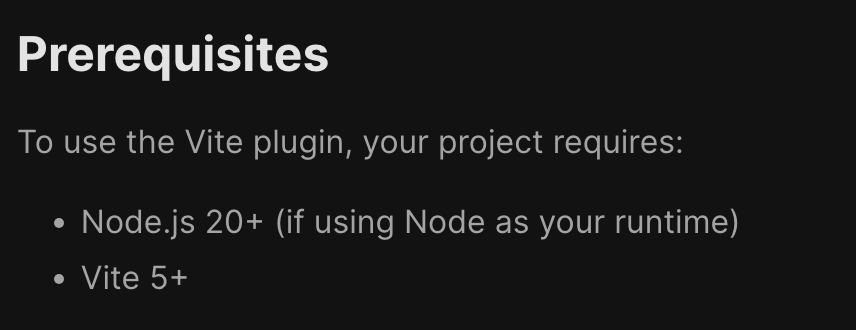 Prerequisites
To use the Vite plugin, your project requires:
• Node.js 20+ (if using Node as your runtime)
• Vite 5+